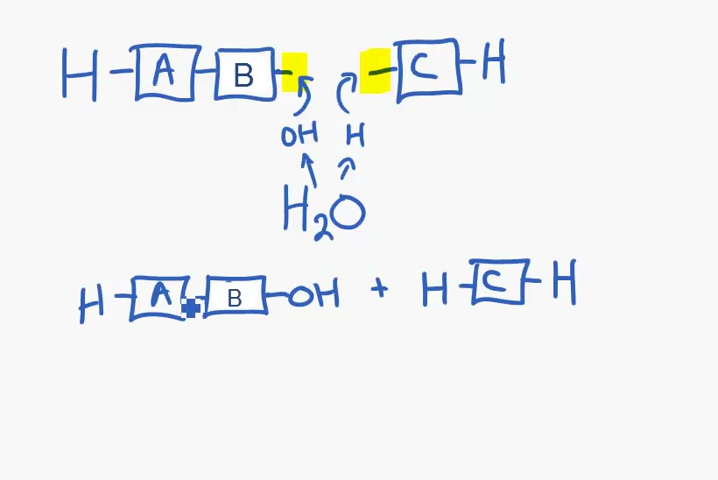 H - A - B -   - C - H
OH H
H2O
H - A - B - OH + H - C - H